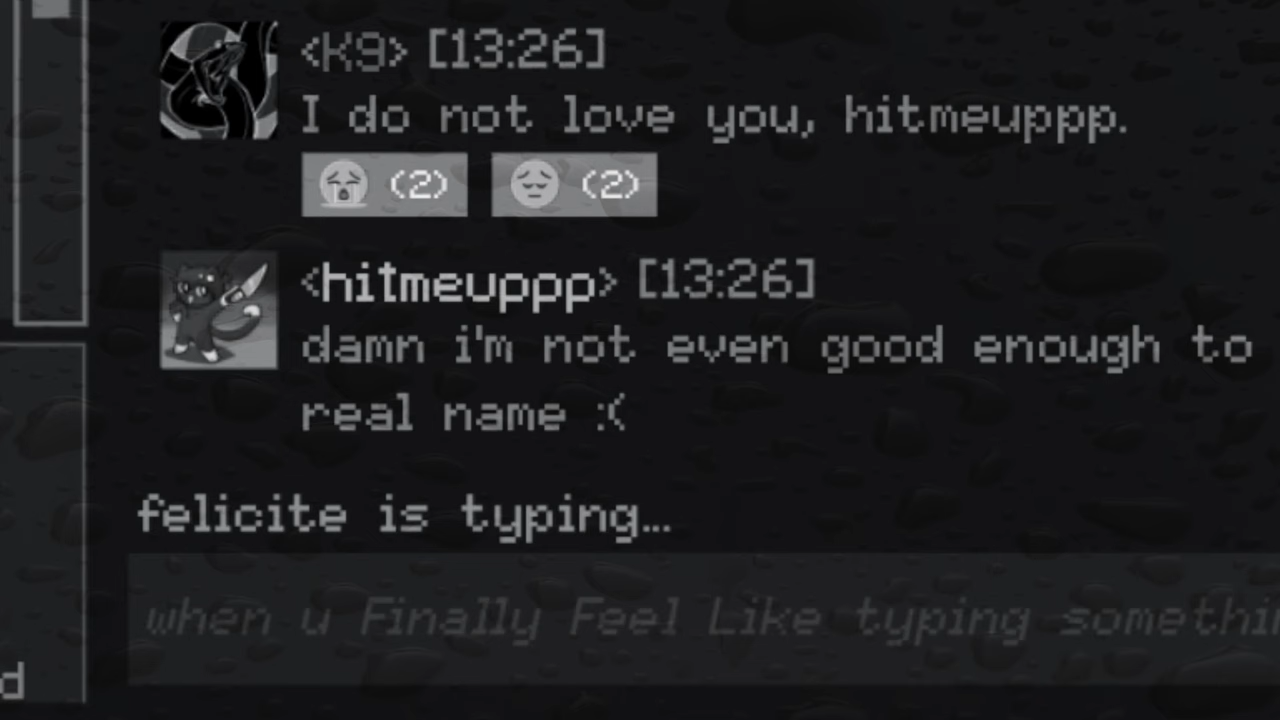 <K9> [13:26]
I do not love you, hitmeuppp.
(2) (2)
<hitmeuppp> [13:26]
damn i'm not even good enough to
real name :(
felicite is typing...
when u Finally Feel Like typing
d